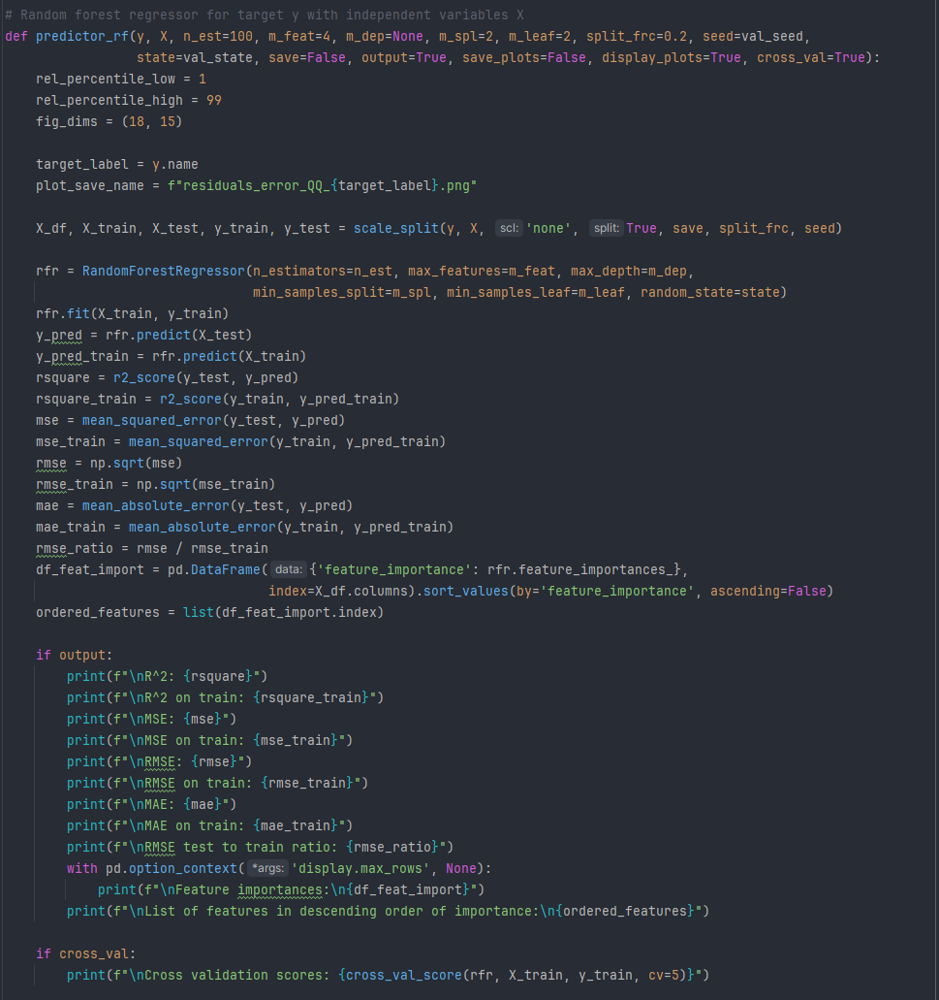 # Random forest regressor for target y with independent variables X
def predictor_rf(y, X, n_est=100, m_feat=4, m_dep=None, m_spl=2, m_leaf=2, split_frc=0.2, seed=val_seed,
                 state=val_state, save=False, output=True, save_plots=False, display_plots=True, cross_val=True):
    rel_percentile_low = 1
    rel_percentile_high = 99
    fig_dims = (18, 15)

    target_label = y.name
    plot_save_name = f"residuals_error_QQ_{target_label}.png"

    X_df, X_train, X_test, y_train, y_test = scale_split(y, X, scl: 'none', split: True, save, split_frc, seed)

    rfr = RandomForestRegressor(n_estimators=n_est, max_features=m_feat, max_depth=m_dep,
                                min_samples_split=m_spl, min_samples_leaf=m_leaf, random_state=state)
    rfr.fit(X_train, y_train)
    y_pred = rfr.predict(X_test)
    y_pred_train = rfr.predict(X_train)
    rsquare = r2_score(y_test, y_pred)
    rsquare_train = r2_score(y_train, y_pred_train)
    mse = mean_squared_error(y_test, y_pred)
    mse_train = mean_squared_error(y_train, y_pred_train)
    rmse = np.sqrt(mse)
    rmse_train = np.sqrt(mse_train)
    mae = mean_absolute_error(y_test, y_pred)
    mae_train = mean_absolute_error(y_train, y_pred_train)
    rmse_ratio = rmse / rmse_train
    df_feat_import = pd.DataFrame( data: {'feature_importance': rfr.feature_importances_},
                                  index=X_df.columns).sort_values(by='feature_importance', ascending=False)
    ordered_features = list(df_feat_import.index)

    if output:
        print(f"\nR^2: {rsquare}")
        print(f"\nR^2 on train: {rsquare_train}")
        print(f"\nMSE: {mse}")
        print(f"\nMSE on train: {mse_train}")
        print(f"\nRMSE: {rmse}")
        print(f"\nRMSE on train: {rmse_train}")
        print(f"\nMAE: {mae}")
        print(f"\nMAE on train: {mae_train}")
        print(f"\nRMSE test to train ratio: {rmse_ratio}")
        with pd.option_context( *args: 'display.max_rows', None):
            print(f"\nFeature importances:\n{df_feat_import}")
        print(f"\nList of features in descending order of importance:\n{ordered_features}")

    if cross_val:
        print(f"\nCross validation scores: {cross_val_score(rfr, X_train, y_train, cv=5)}")